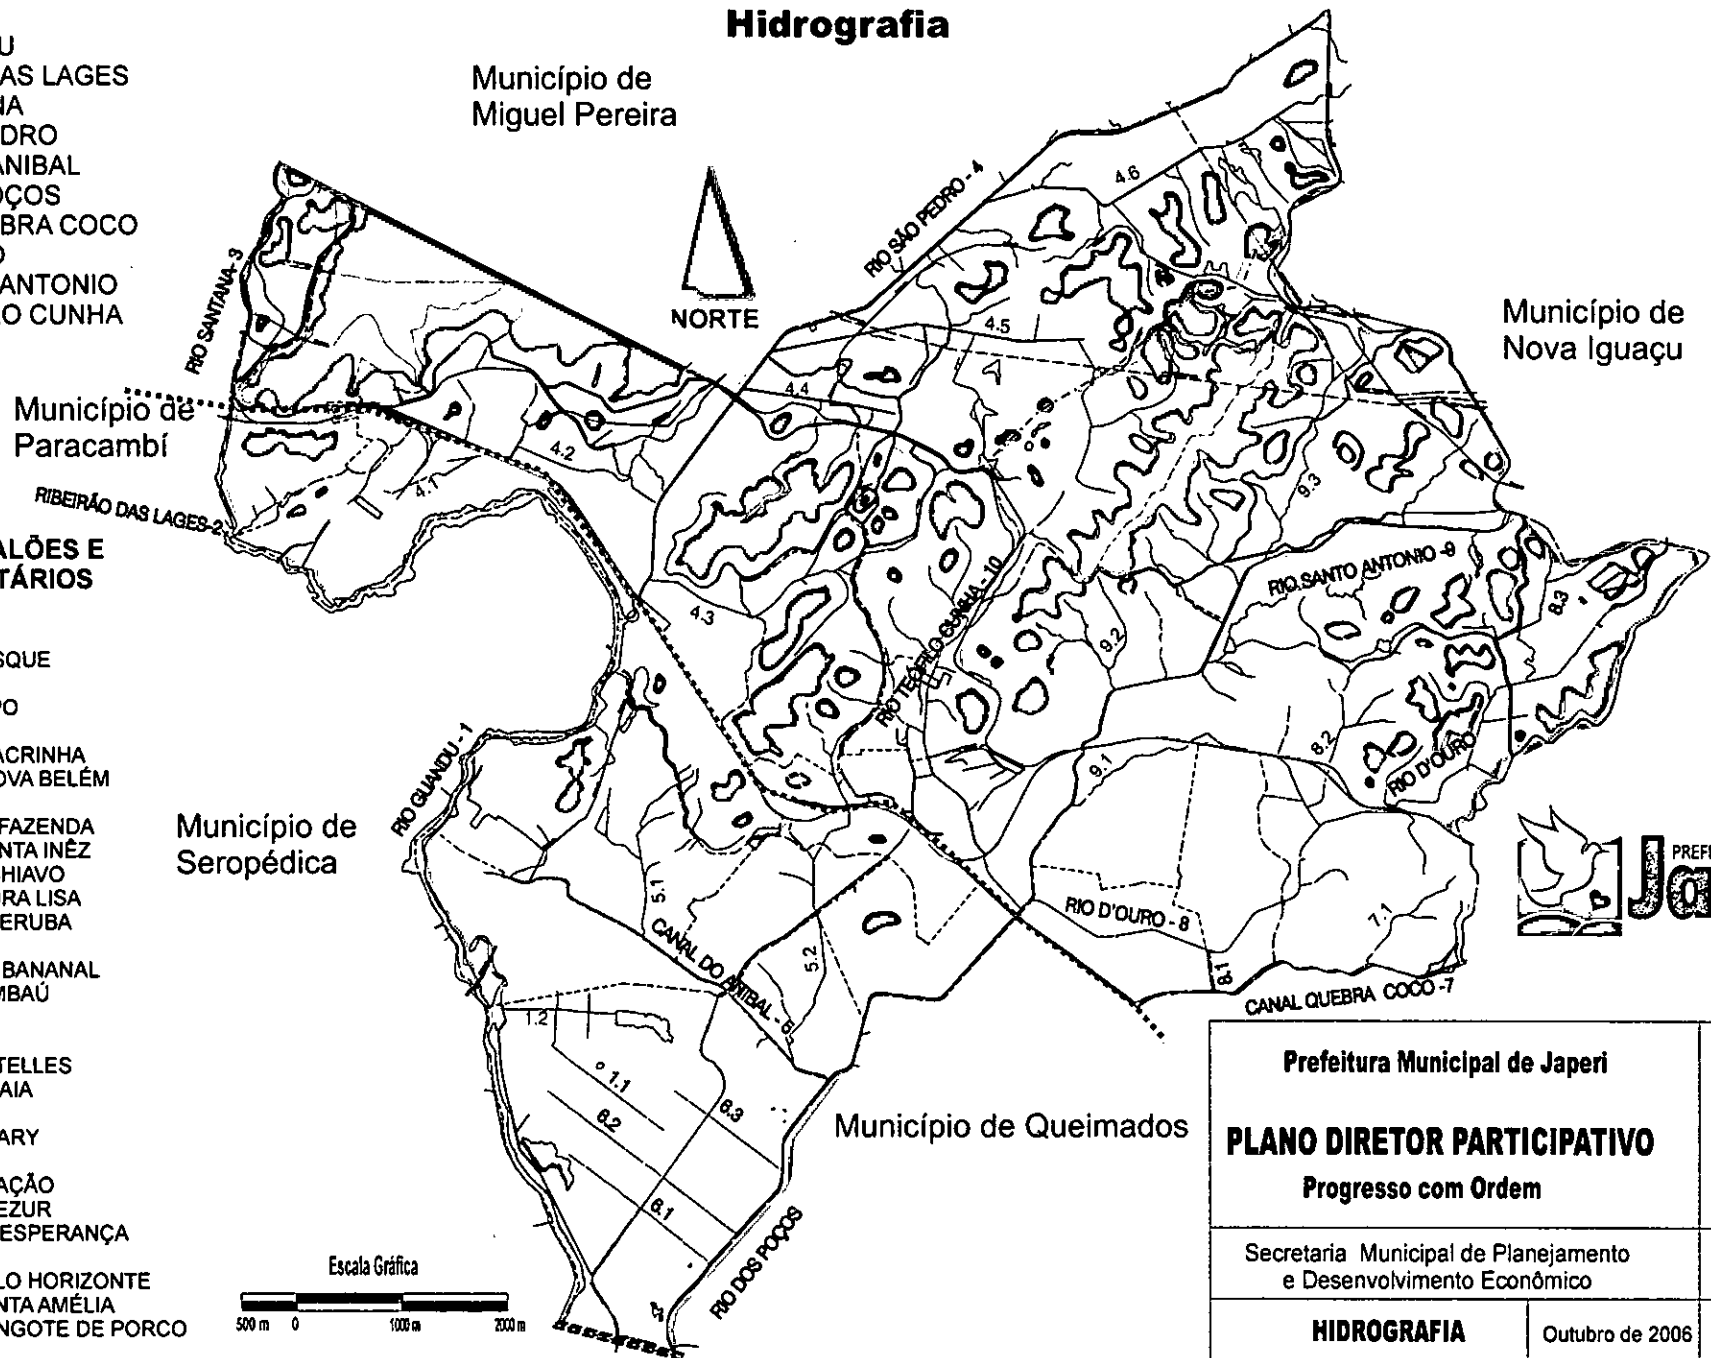 Hidrografia
U
AS LAGES
NA
DRO
ANIBAL
OÇOS
BRA COCO
O
ANTONIO
LO CUNHA
Município de
Miguel Pereira
NORTE
Município de
Nova Iguaçu
Município de
Paracambí
RIO SANTANA- 3
RIO SÃO PEDRO - 4
4.6
4.5
4.4
4.2
4.1
4.3
RIBEIRÃO DAS LAGES-2
ALÕES E
TÁRIOS
SQUE
PO
ACRINHA
OVA BELÉM
FAZENDA
NTA INÊZ
HIAVO
RA LISA
ERUBA
BANANAL
MBAÚ
TELLES
AIA
ARY
AÇÃO
EZUR
ESPERANÇA
LO HORIZONTE
NTA AMÉLIA
NGOTE DE PORCO
9.3
RIO SANTO ANTONIO -9
8.3
9.2
RIO TEÓFILO CUNHA - 10
8.2
RIO D'OURO
9.1
RIO GUANDU - 1
Município de
Seropédica
5.1
CANAL DO ANIBAL - 5
5.2
RIO D'OURO - 8
7.1
8.1
CANAL QUEBRA COCO -7
1.2
1.1
6.2
6.3
6.1
RIO DOS POÇOS
Município de Queimados
PREFE
Ja
Escala Gráfica
500 m 0 1000 m 2000 m
Prefeitura Municipal de Japeri
PLANO DIRETOR PARTICIPATIVO
Progresso com Ordem
Secretaria Municipal de Planejamento
e Desenvolvimento Econômico
HIDROGRAFIA
Outubro de 2006